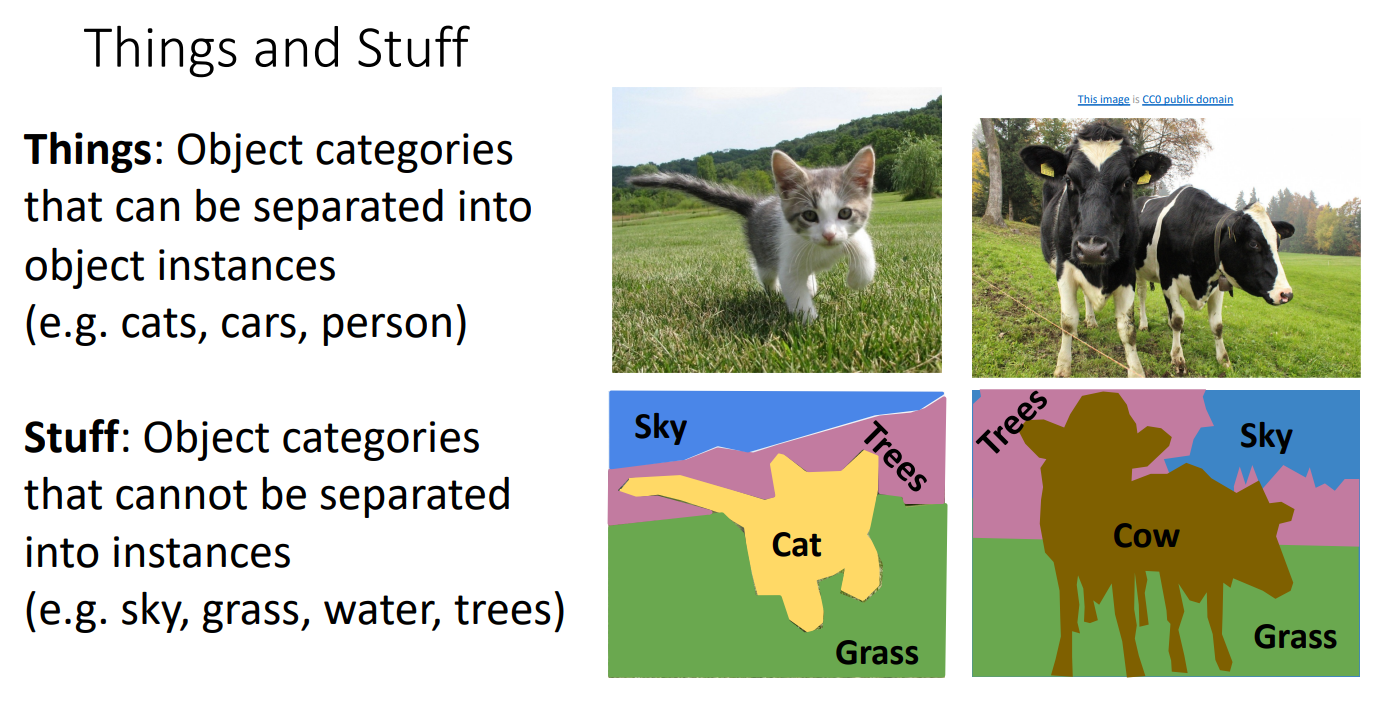 Things and Stuff
Things: Object categories
that can be separated into
object instances
(e.g. cats, cars, person)
Stuff: Object categories
that cannot be separated
into instances
(e.g. sky, grass, water, trees)
This image is CC0 public domain
Sky
Trees
Cat
Grass
Trees
Sky
Cow
Grass